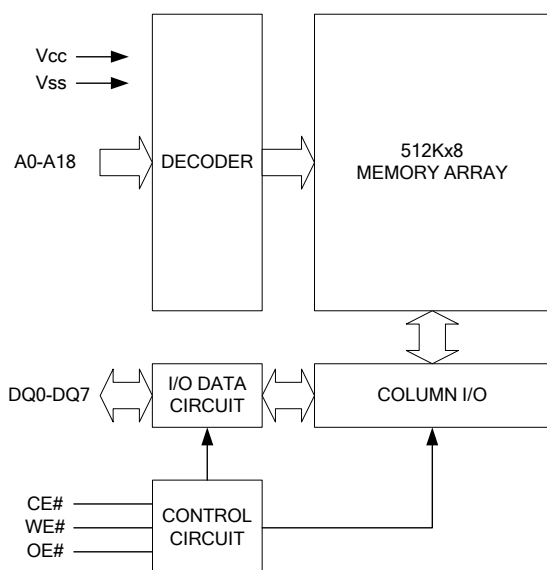 Vcc
Vss
A0-A18
DECODER
512Kx8
MEMORY ARRAY
DQ0-DQ7
I/O DATA
CIRCUIT
COLUMN I/O
CE#
WE#
OE#
CONTROL
CIRCUIT